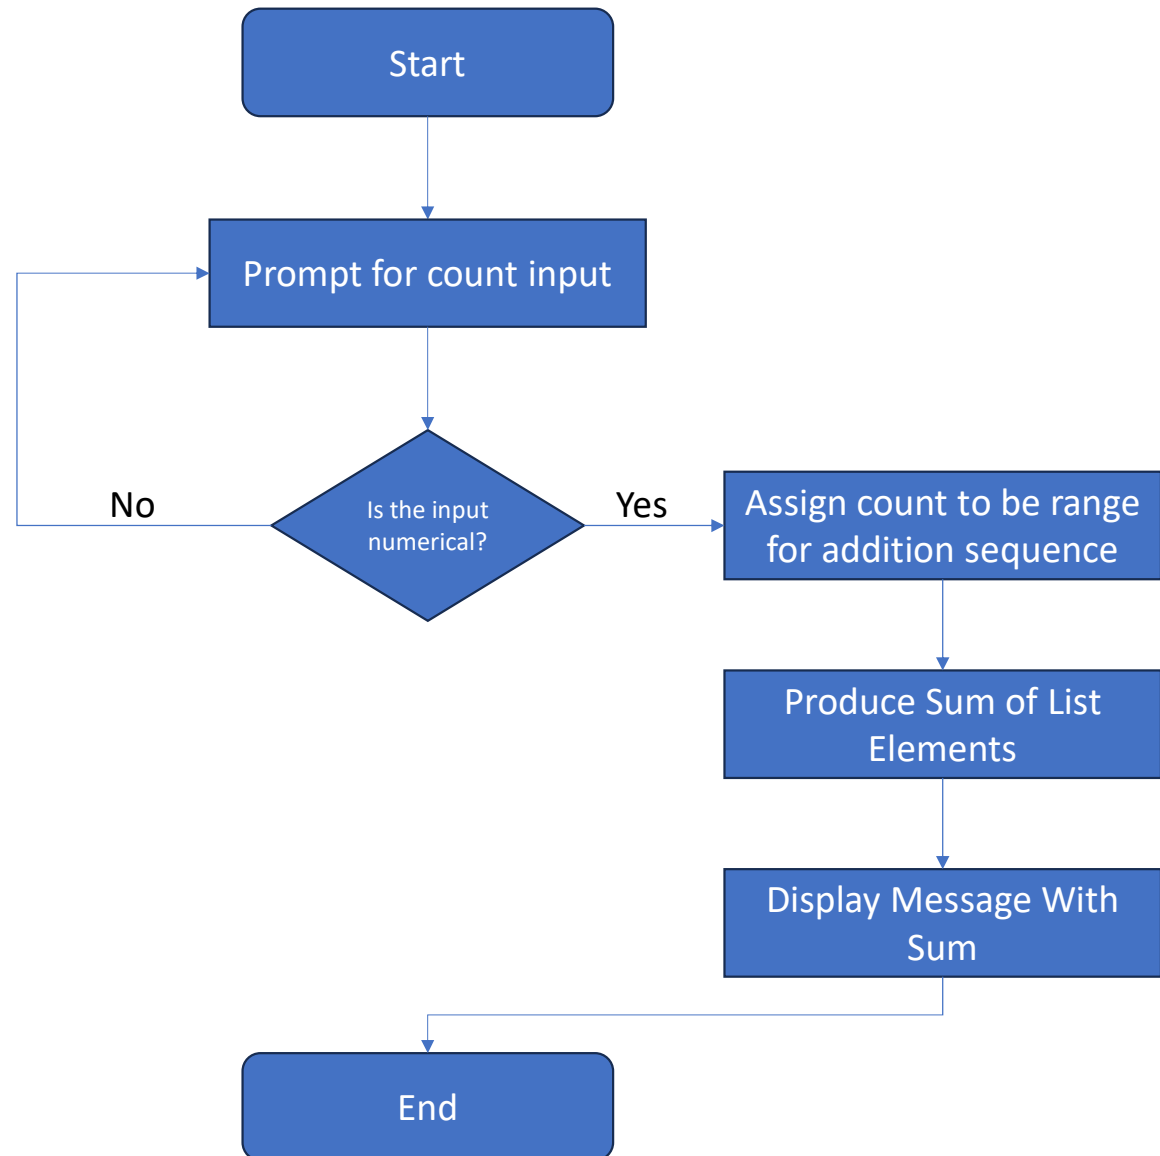 Start
Prompt for count input
Is the input
numerical?
No
Yes
Assign count to be range
for addition sequence
Produce Sum of List
Elements
Display Message With
Sum
End